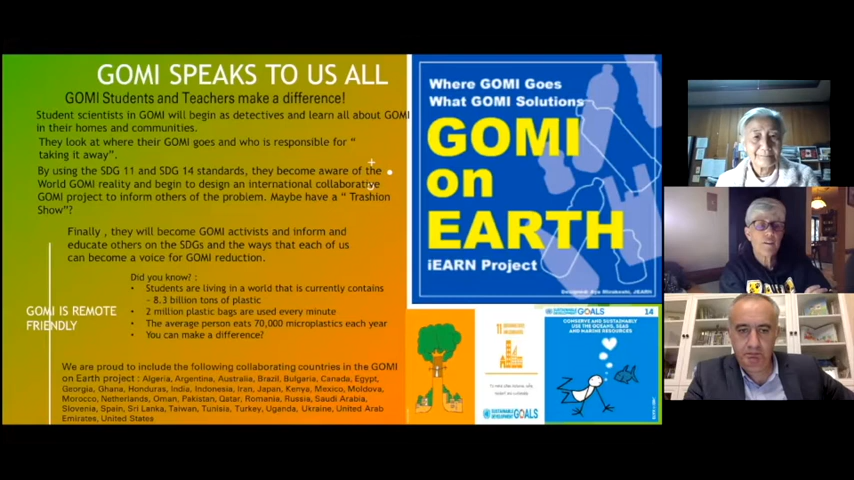 GOMI SPEAKS TO US ALL
GOMI Students and Teachers make a difference!
Student scientists in GOMI will begin as detectives and learn all about GOMI
in their homes and communities.
They look at where their GOMI goes and who is responsible for “
taking it away”.
By using the SDG 11 and SDG 14 standards, they become aware of the
World GOMI reality and begin to design an international collaborative
GOMI project to inform others of the problem. Maybe have a “ Trashion
Show”?
Finally , they will become GOMI activists and inform and
educate others on the SDGs and the ways that each of us
can become a voice for GOMI reduction.
Did you know? :
• Students are living in a world that is currently contains
– 8.3 billion tons of plastic
• 2 million plastic bags are used every minute
• The average person eats 70,000 microplastics each year
• You can make a difference?
GOMI IS REMOTE
FRIENDLY
We are proud to include the following collaborating countries in the GOMI
on Earth project : Algeria, Argentina, Australia, Brazil, Bulgaria, Canada, Egypt,
Georgia, Ghana, Honduras, India, Indonesia, Iran, Japan, Kenya, Mexico, Moldova,
Morocco, Netherlands, Oman, Pakistan, Qatar, Romania, Russia, Saudi Arabia,
Slovenia, Spain, Sri Lanka, Taiwan, Tunisia, Turkey, Uganda, Ukraine, United Arab
Emirates, United States
Where GOMI Goes
What GOMI Solutions
GOMI
on
EARTH
iEARN Project
11
SUSTAINABLE DEVELOPMENT GOALS
GOALS
14
CONSERVE AND SUSTAINABLY
USE THE OCEANS, SEAS
AND MARINE RESOURCES